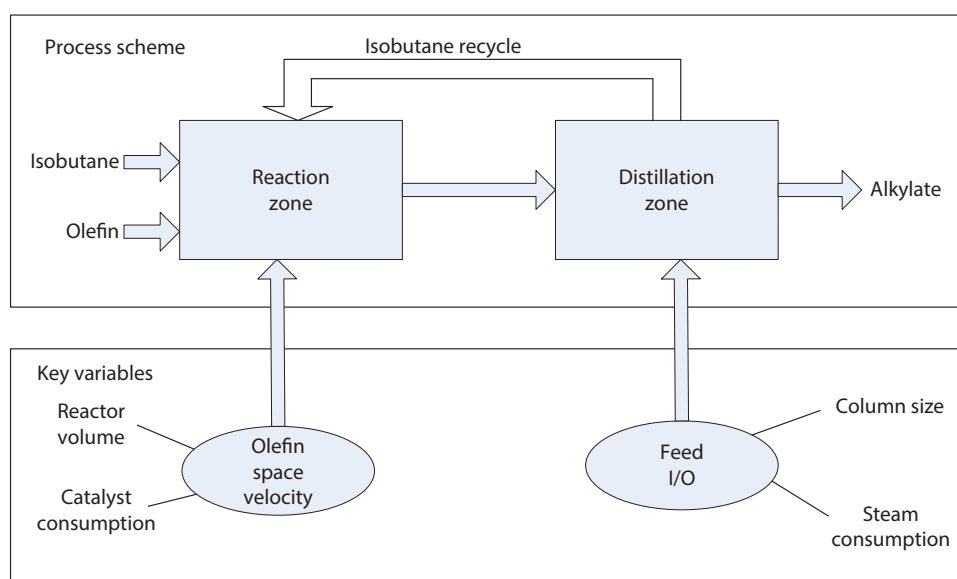 Process scheme
Isobutane recycle
Isobutane
Olefin
Reaction
zone
Distillation
zone
Alkylate
Key variables
Reactor
volume
Catalyst
consumption
Olefin
space
velocity
Feed
I/O
Column size
Steam
consumption